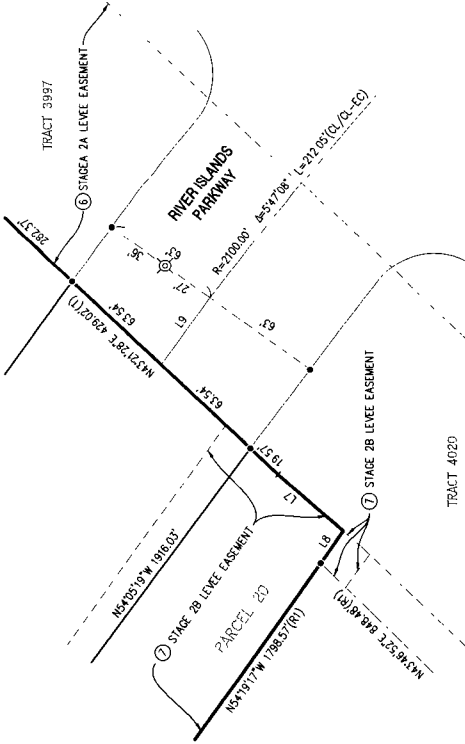 TRACT 3997
⑥ STAGEA 2A LEVEE EASEMENT
282.37'
RIVER ISLANDS
PARKWAY
36'
63'
27'
N43°21'28"E 429.02'(T)
63.54'
L9
R=2100.00' Δ=5°47'08" L=212.05'(CL/CL-EC)
63'
63.54'
19.57'
L7
⑦ STAGE 2B LEVEE EASEMENT
N54°05'19"W 1916.03'
⑦ STAGE 2B LEVEE EASEMENT
PARCEL 20
L8
N54°19'17"W 1798.57'(R1)
N43°46'52"E 848.48'(R1)
TRACT 4020